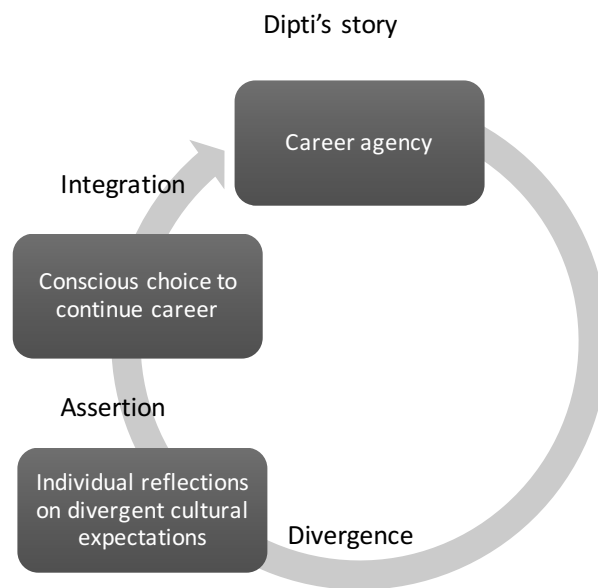 Dipti’s story
Career agency
Integration
Conscious choice to
continue career
Assertion
Individual reflections
on divergent cultural
expectations
Divergence